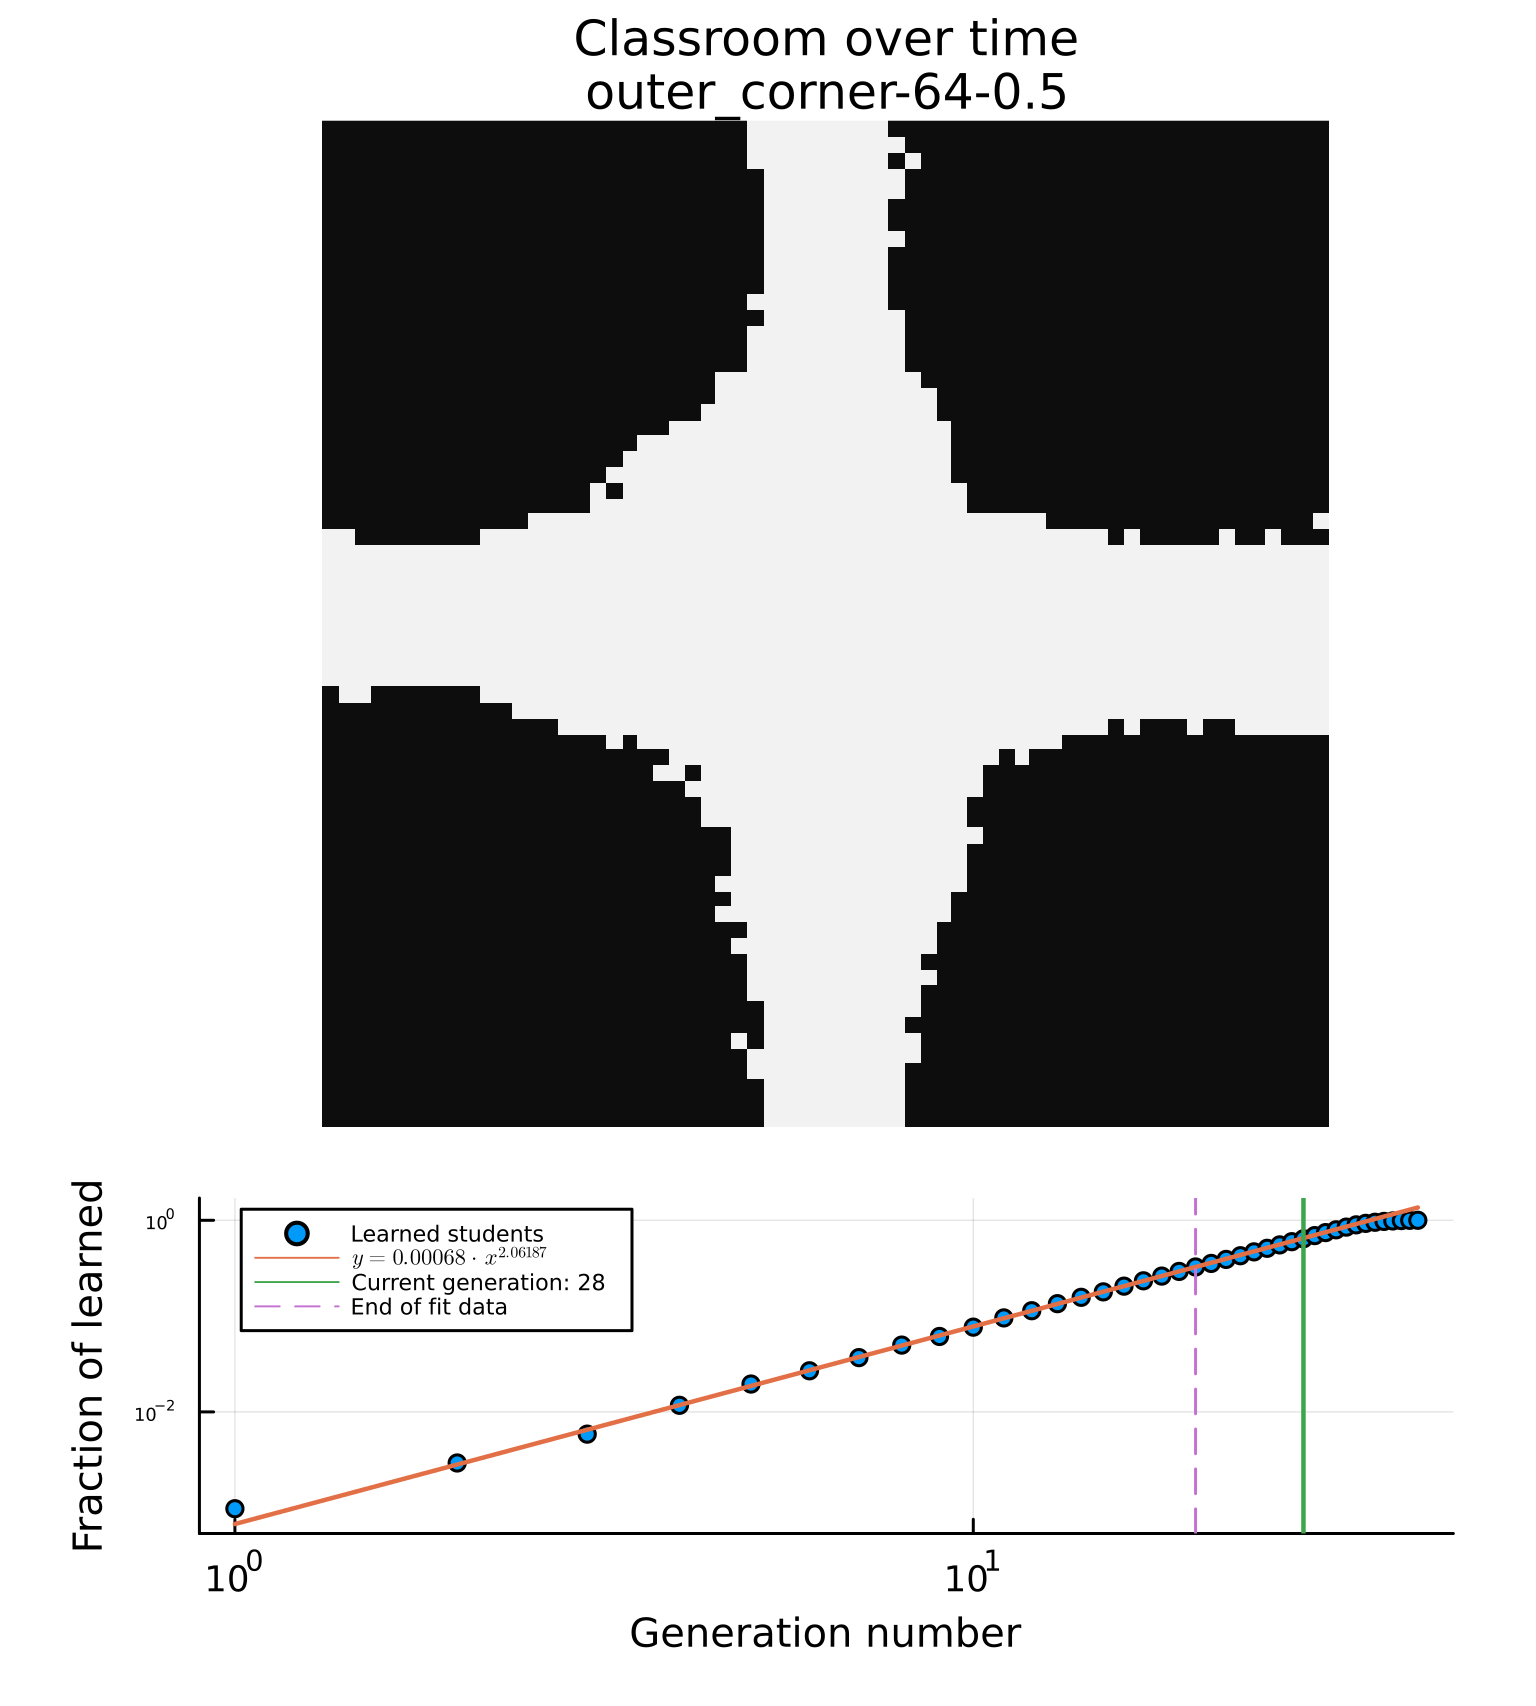 Classroom over time
outer_corner-64-0.5
Fraction of learned
10^0
10^-2
Learned students
y = 0.00068 · x^2.06187
Current generation: 28
End of fit data
10^0
10^1
Generation number